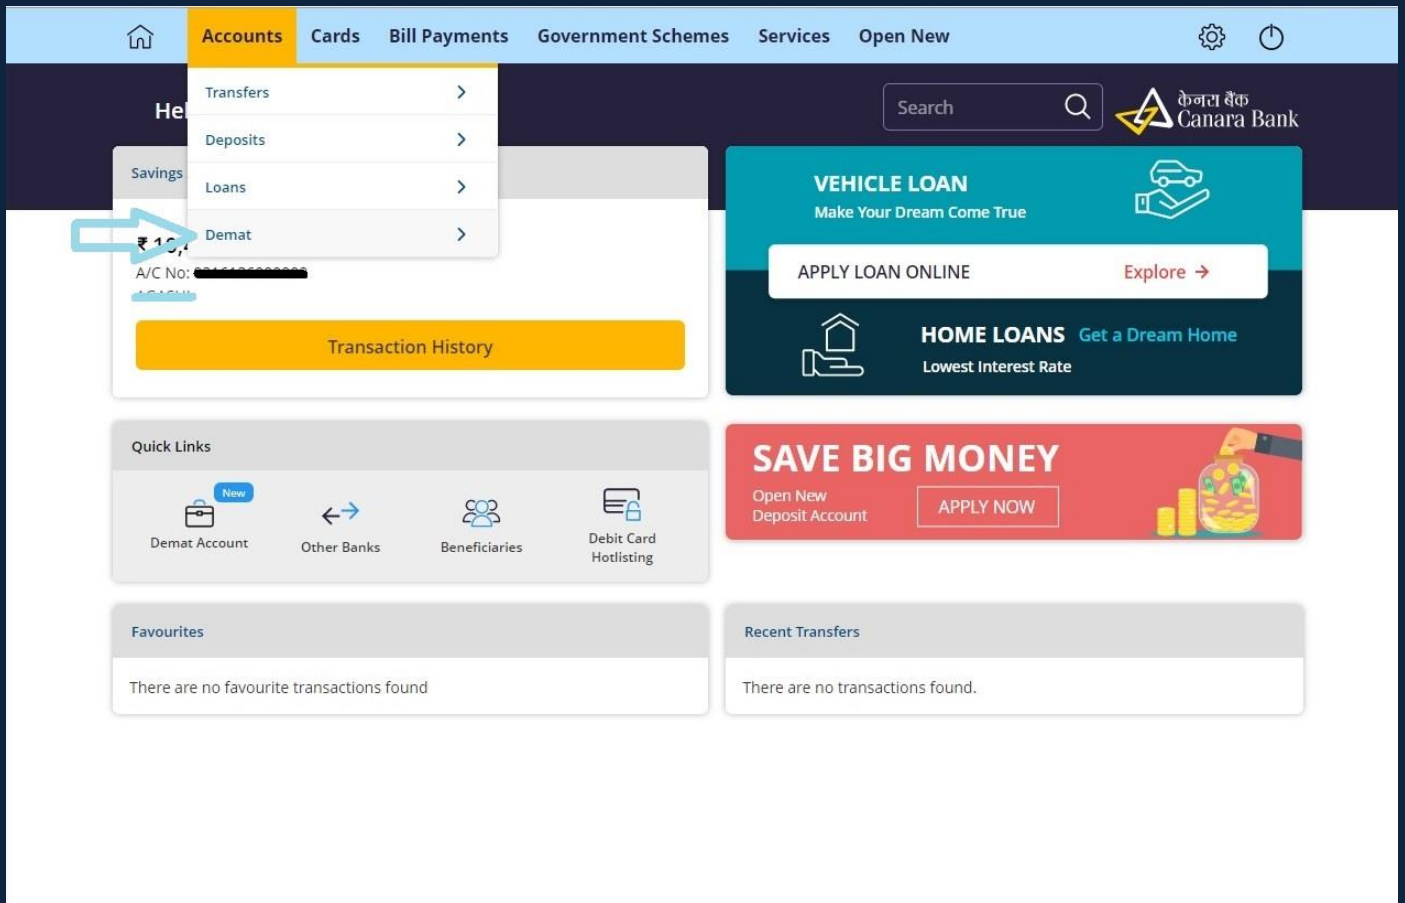 Accounts Cards Bill Payments Government Schemes Services Open New
Transfers
Deposits
Loans
Demat
Search
केनरा बैंक
Canara Bank
Savings
A/C No:
Transaction History
VEHICLE LOAN
Make Your Dream Come True
APPLY LOAN ONLINE Explore →
HOME LOANS Get a Dream Home
Lowest Interest Rate
Quick Links
New
Demat Account
Other Banks
Beneficiaries
Debit Card
Hotlisting
SAVE BIG MONEY
Open New
Deposit Account
APPLY NOW
Favourites
There are no favourite transactions found
Recent Transfers
There are no transactions found.